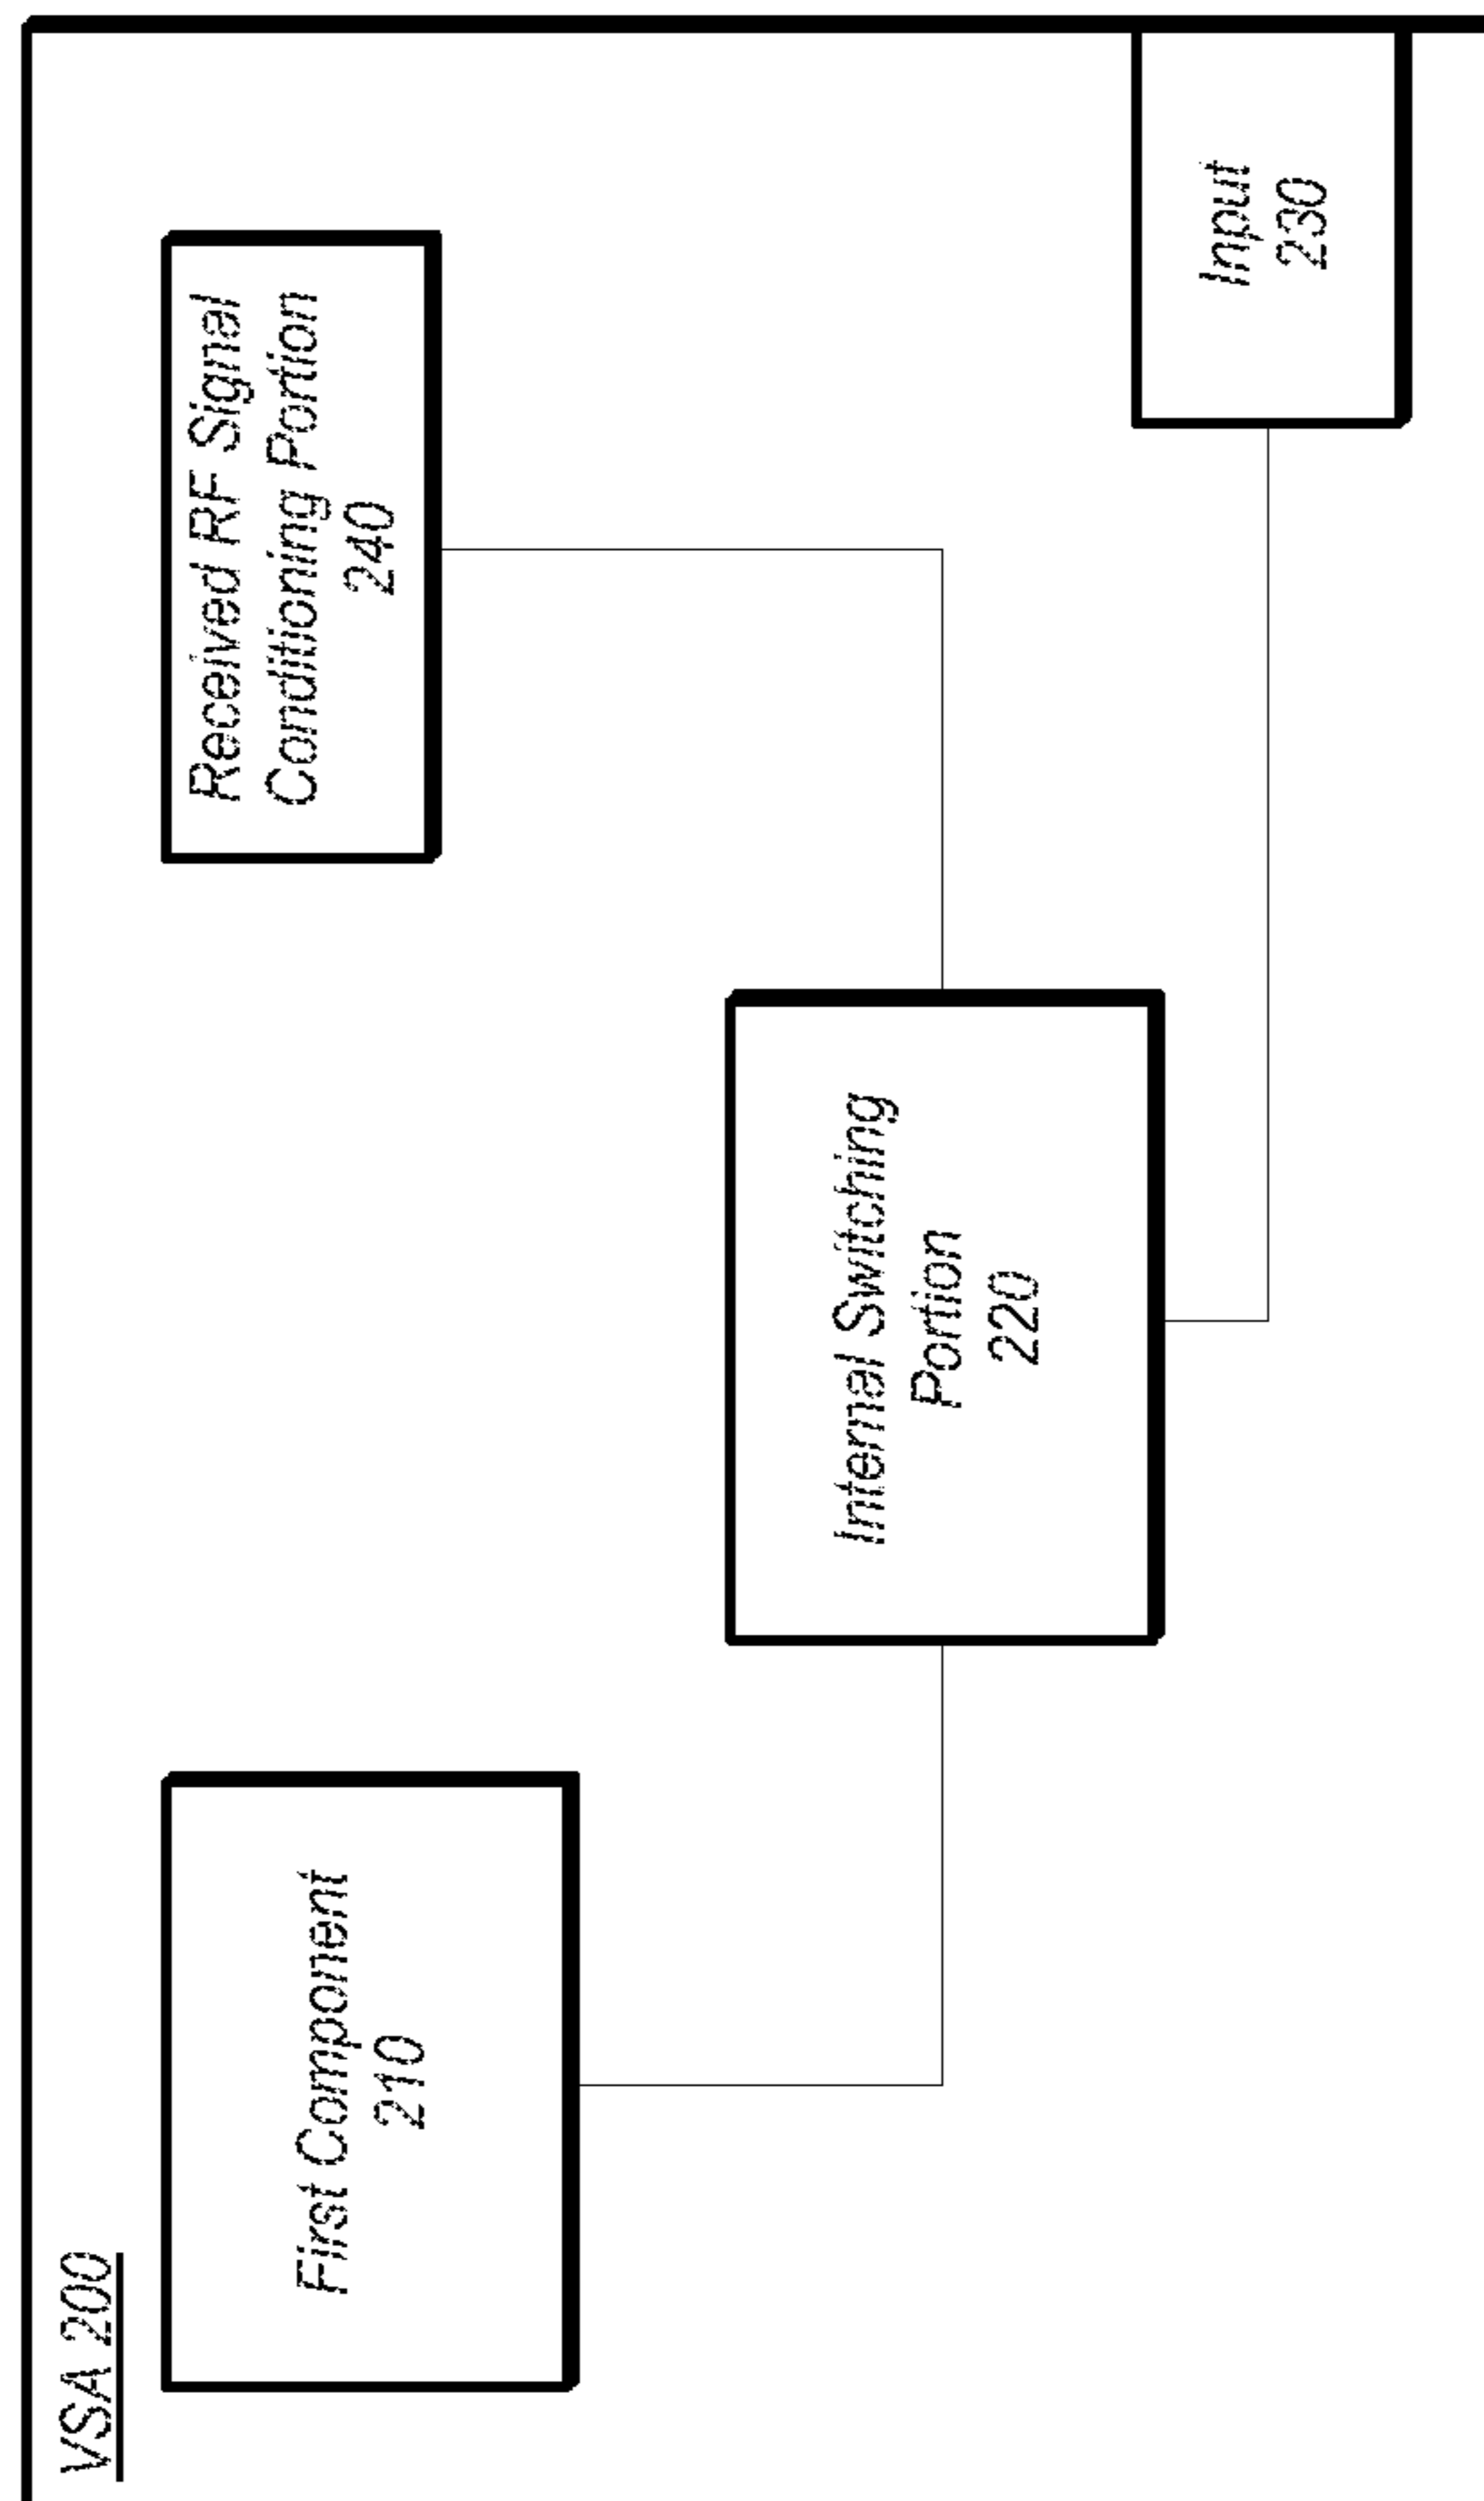 VSA 200
First Component
210
Internal Switching
Portion
220
Received RF Signal
Conditioning Portion
240
Input
230